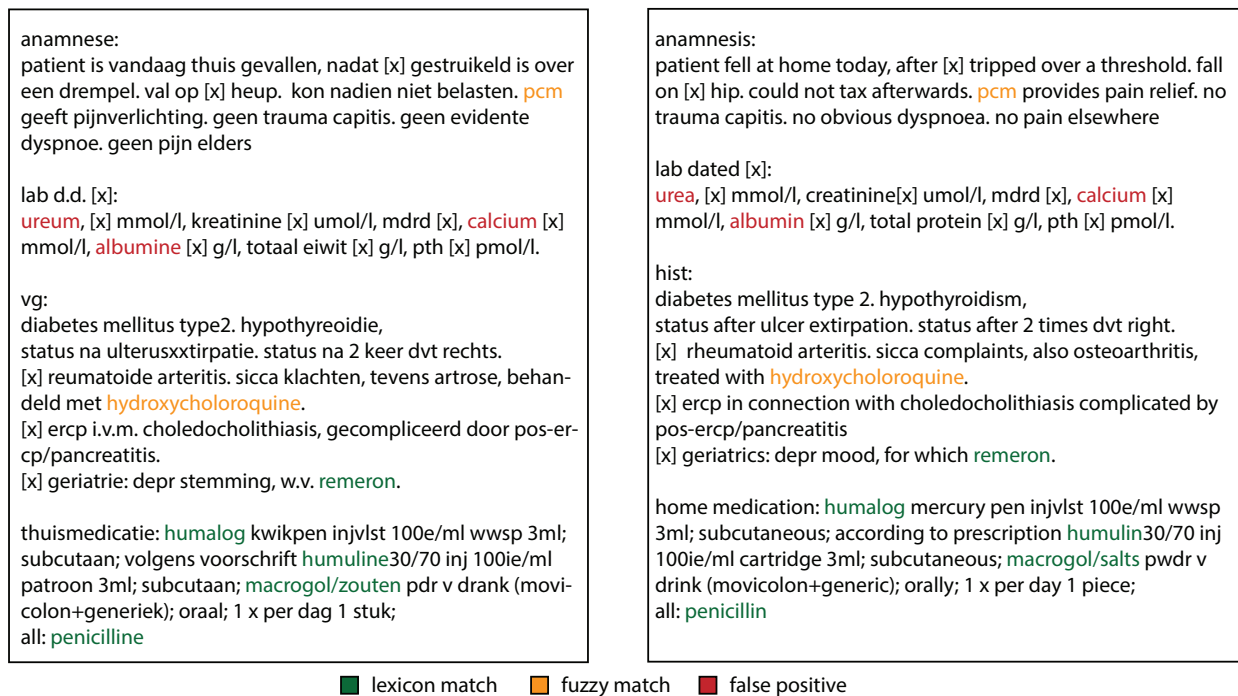 anamnese:
patient is vandaag thuis gevallen, nadat [x] gestruikeld is over
een drempel. val op [x] heup.  kon nadien niet belasten. pcm
geeft pijnverlichting. geen trauma capitis. geen evidente
dyspnoe. geen pijn elders
lab d.d. [x]:
ureum, [x] mmol/l, kreatinine [x] umol/l, mdrd [x], calcium [x]
mmol/l, albumine [x] g/l, totaal eiwit [x] g/l, pth [x] pmol/l.
vg:
diabetes mellitus type2. hypothyreoidie,
status na ulterusxxtirpatie. status na 2 keer dvt rechts.
[x] reumatoide arteritis. sicca klachten, tevens artrose, behan-
deld met hydroxycholoroquine.
[x] ercp i.v.m. choledocholithiasis, gecompliceerd door pos-er-
cp/pancreatitis.
[x] geriatrie: depr stemming, w.v. remeron.
thuismedicatie: humalog kwikpen injvlst 100e/ml wwsp 3ml;
subcutaan; volgens voorschrift humuline30/70 inj 100ie/ml
patroon 3ml; subcutaan; macrogol/zouten pdr v drank (movi-
colon+generiek); oraal; 1 x per dag 1 stuk;
all: penicilline
anamnesis:
patient fell at home today, after [x] tripped over a threshold. fall
on [x] hip. could not tax afterwards. pcm provides pain relief. no
trauma capitis. no obvious dyspnoea. no pain elsewhere
lab dated [x]:
urea, [x] mmol/l, creatinine[x] umol/l, mdrd [x], calcium [x]
mmol/l, albumin [x] g/l, total protein [x] g/l, pth [x] pmol/l.
hist:
diabetes mellitus type 2. hypothyroidism,
status after ulcer extirpation. status after 2 times dvt right.
[x]  rheumatoid arteritis. sicca complaints, also osteoarthritis,
treated with hydroxycholoroquine.
[x] ercp in connection with choledocholithiasis complicated by
pos-ercp/pancreatitis
[x] geriatrics: depr mood, for which remeron.
home medication: humalog mercury pen injvlst 100e/ml wwsp
3ml; subcutaneous; according to prescription humulin30/70 inj
100ie/ml cartridge 3ml; subcutaneous; macrogol/salts pwdr v
drink (movicolon+generic); orally; 1 x per day 1 piece;
all: penicillin
lexicon match fuzzy match false positive